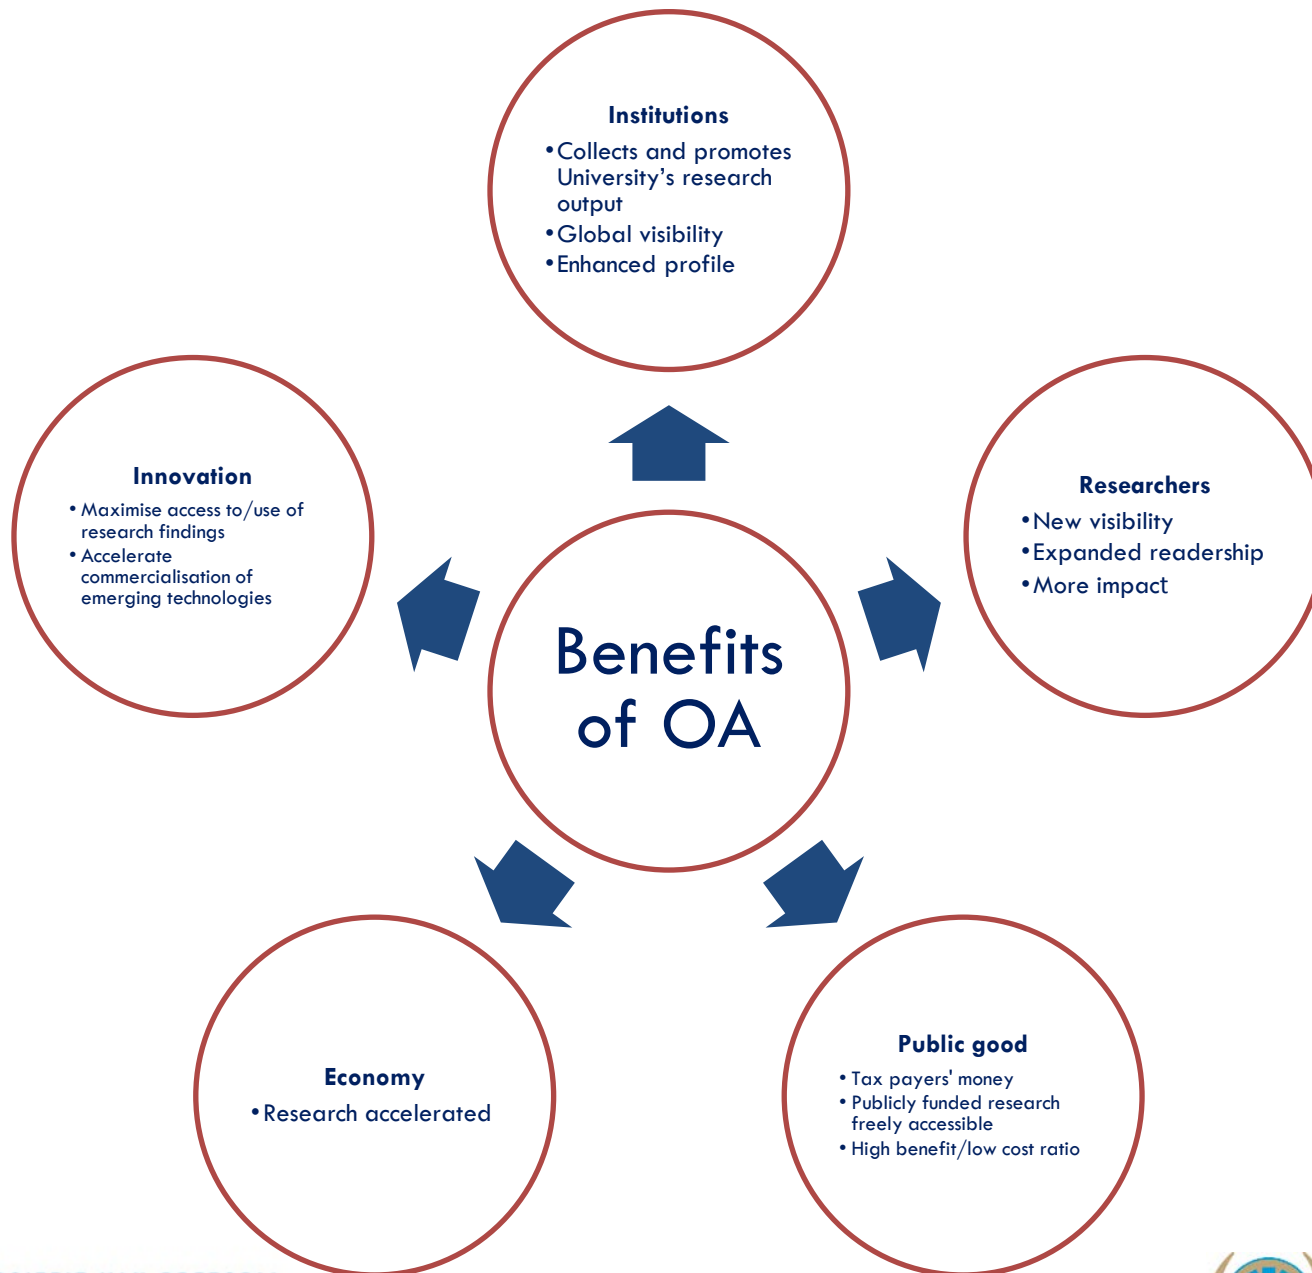 Institutions
•Collects and promotes
University's research
output
•Global visibility
•Enhanced profile
Innovation
• Maximise access to/use of
research findings
• Accelerate
commercialisation of
emerging technologies
Researchers
•New visibility
•Expanded readership
•More impact
Benefits
of OA
Economy
•Research accelerated
Public good
• Tax payers' money
• Publicly funded research
freely accessible
• High benefit/low cost ratio